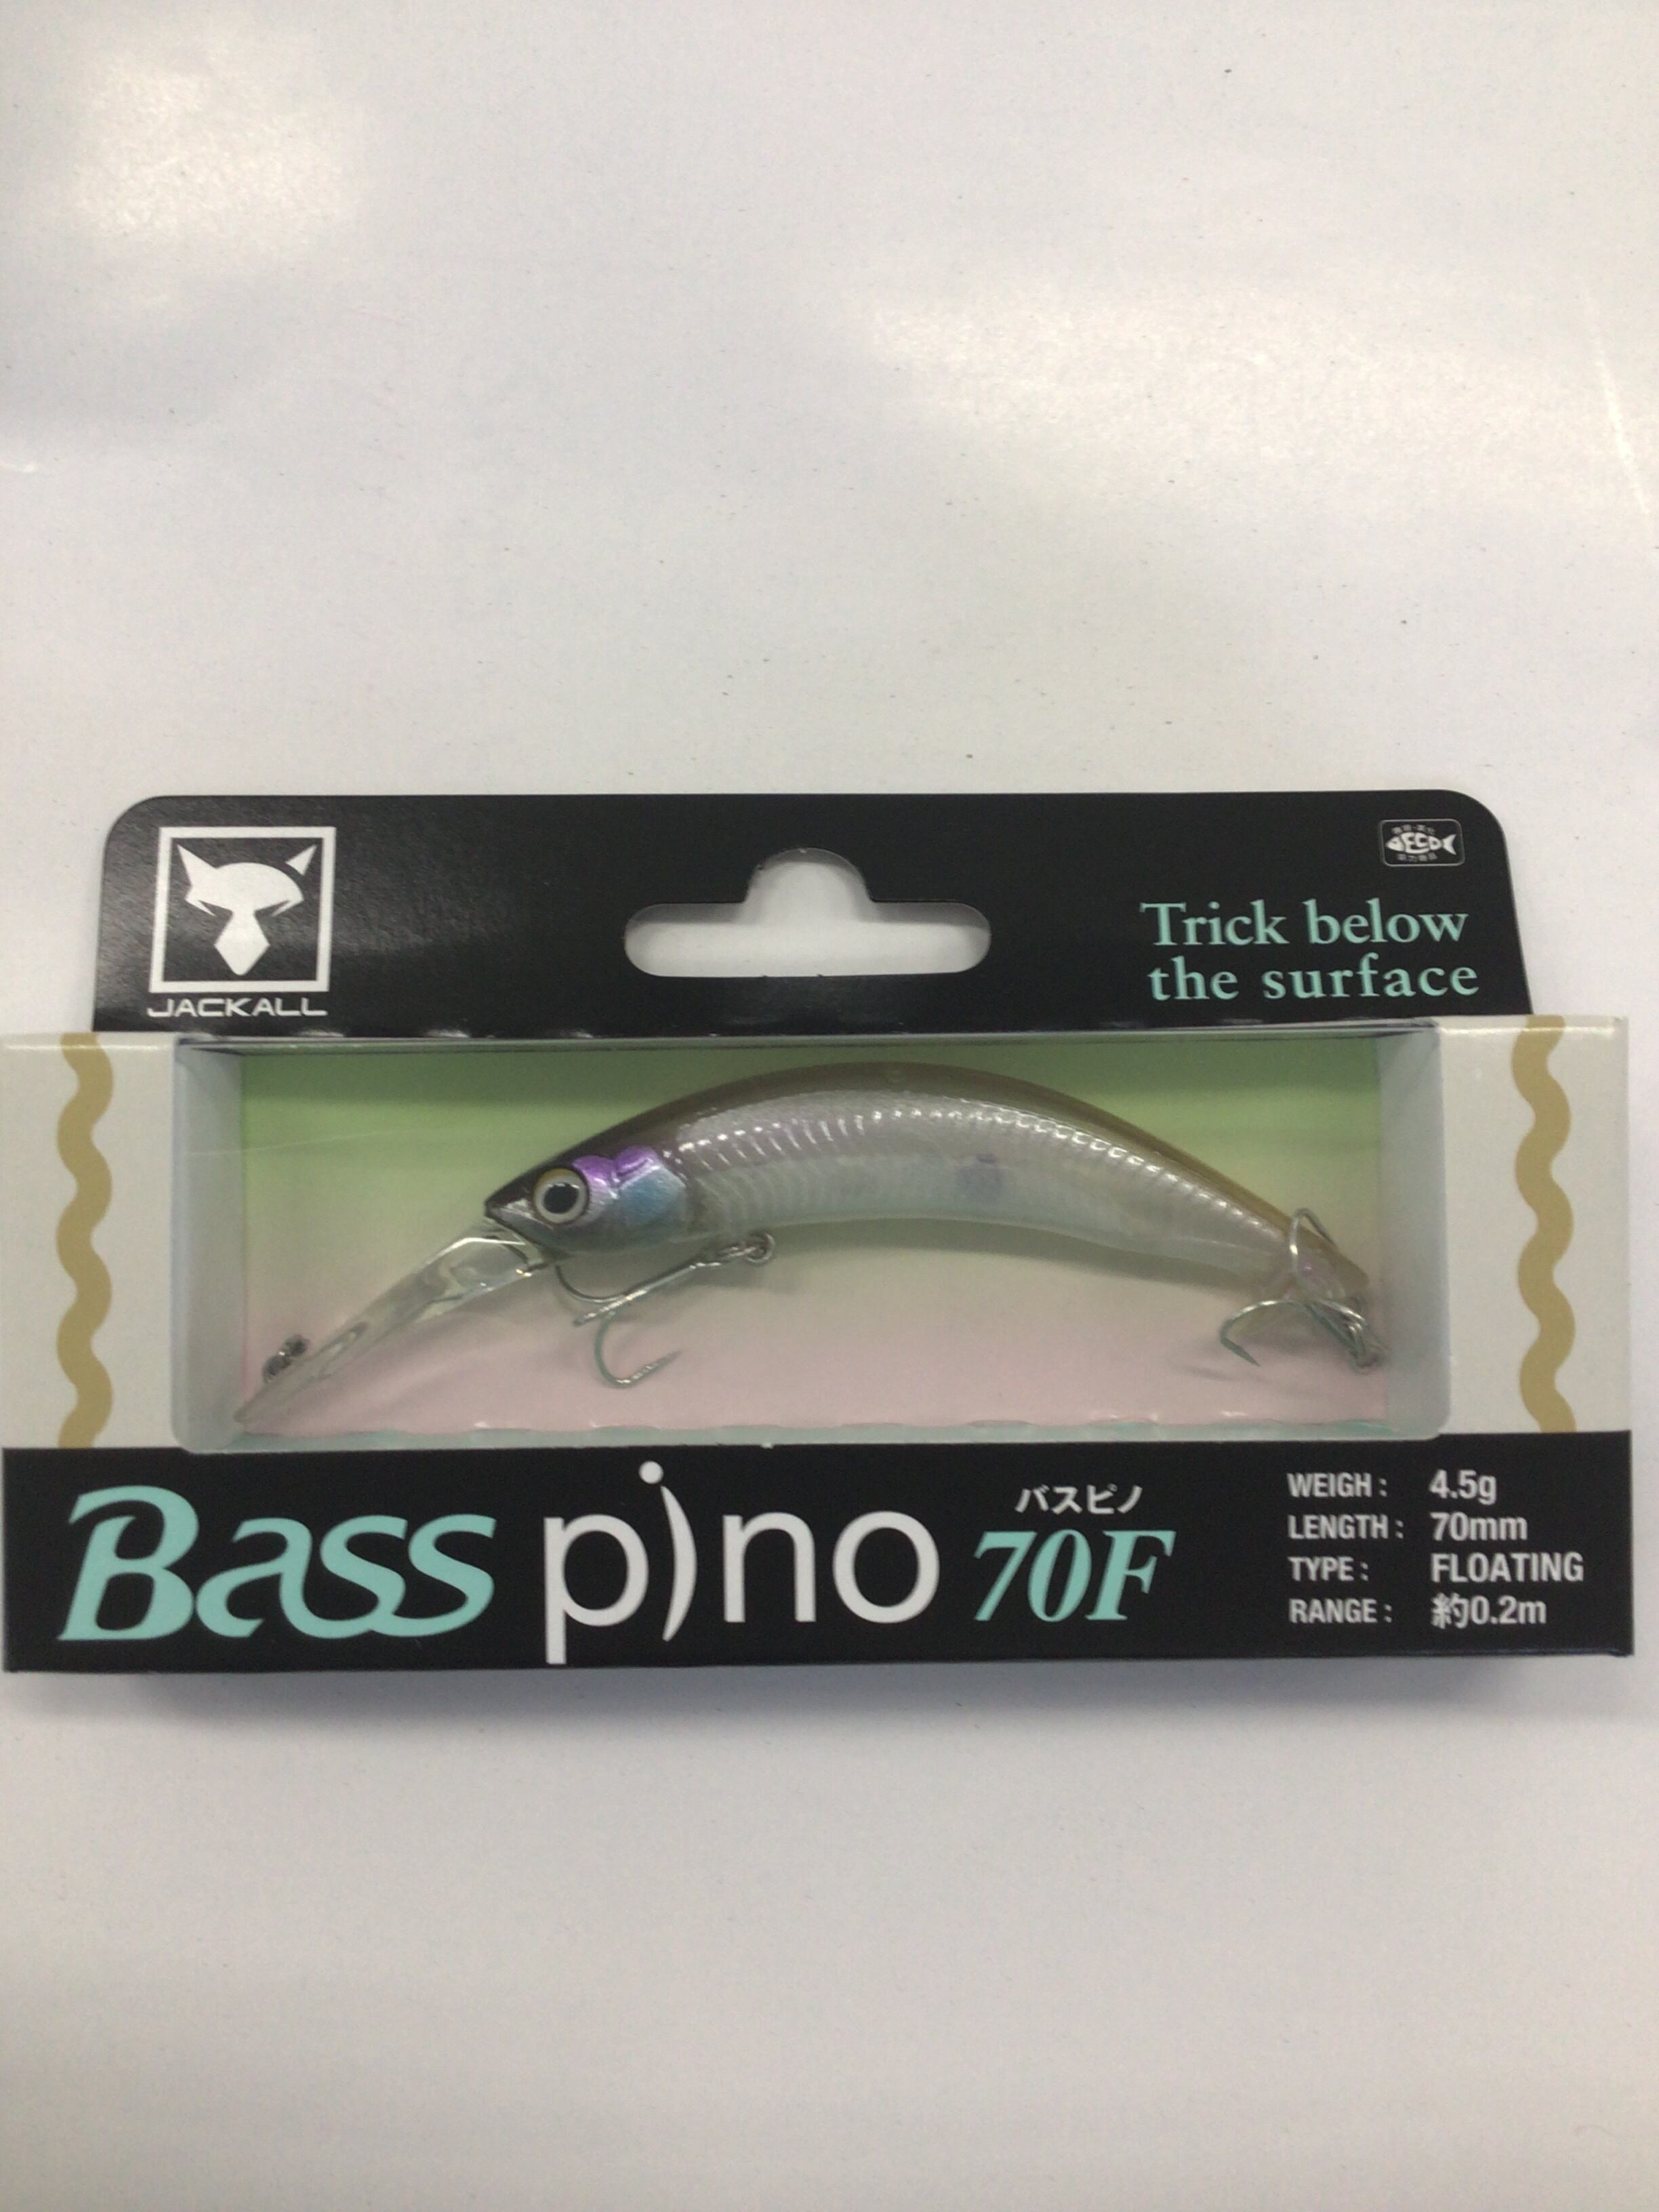 JACKALL
ECO
Trick below
the surface
Bass pino
バスピノ
70F
WEIGH : 4.5g
LENGTH : 70mm
TYPE : FLOATING
RANGE : 約0.2m